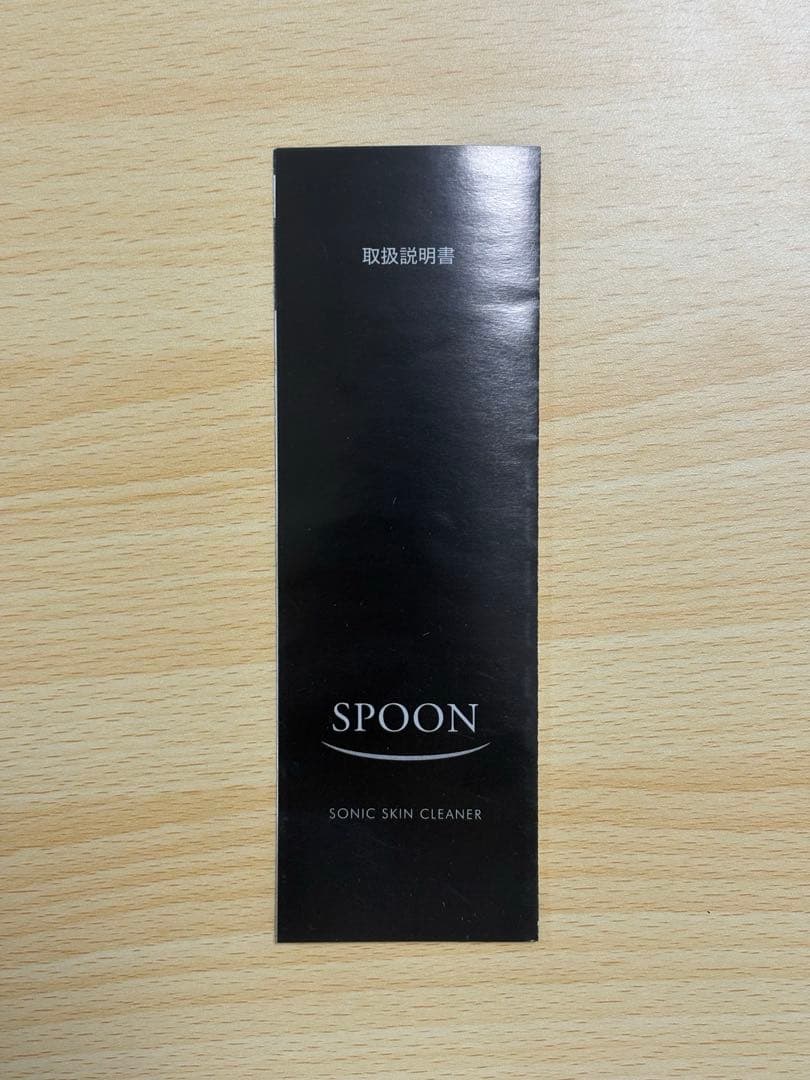 取扱説明書
SPOON
SONIC SKIN CLEANER